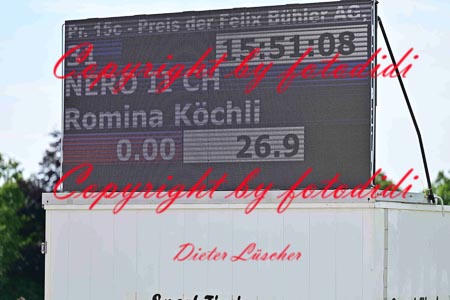 Pr. 15c - Preis der Felix Bühler AG,
15.51.08
Copyright by fotodidi
NERO II CH
Romina Köchli
0.00 26.9
Copyright by fotodidi
Dieter Lüscher